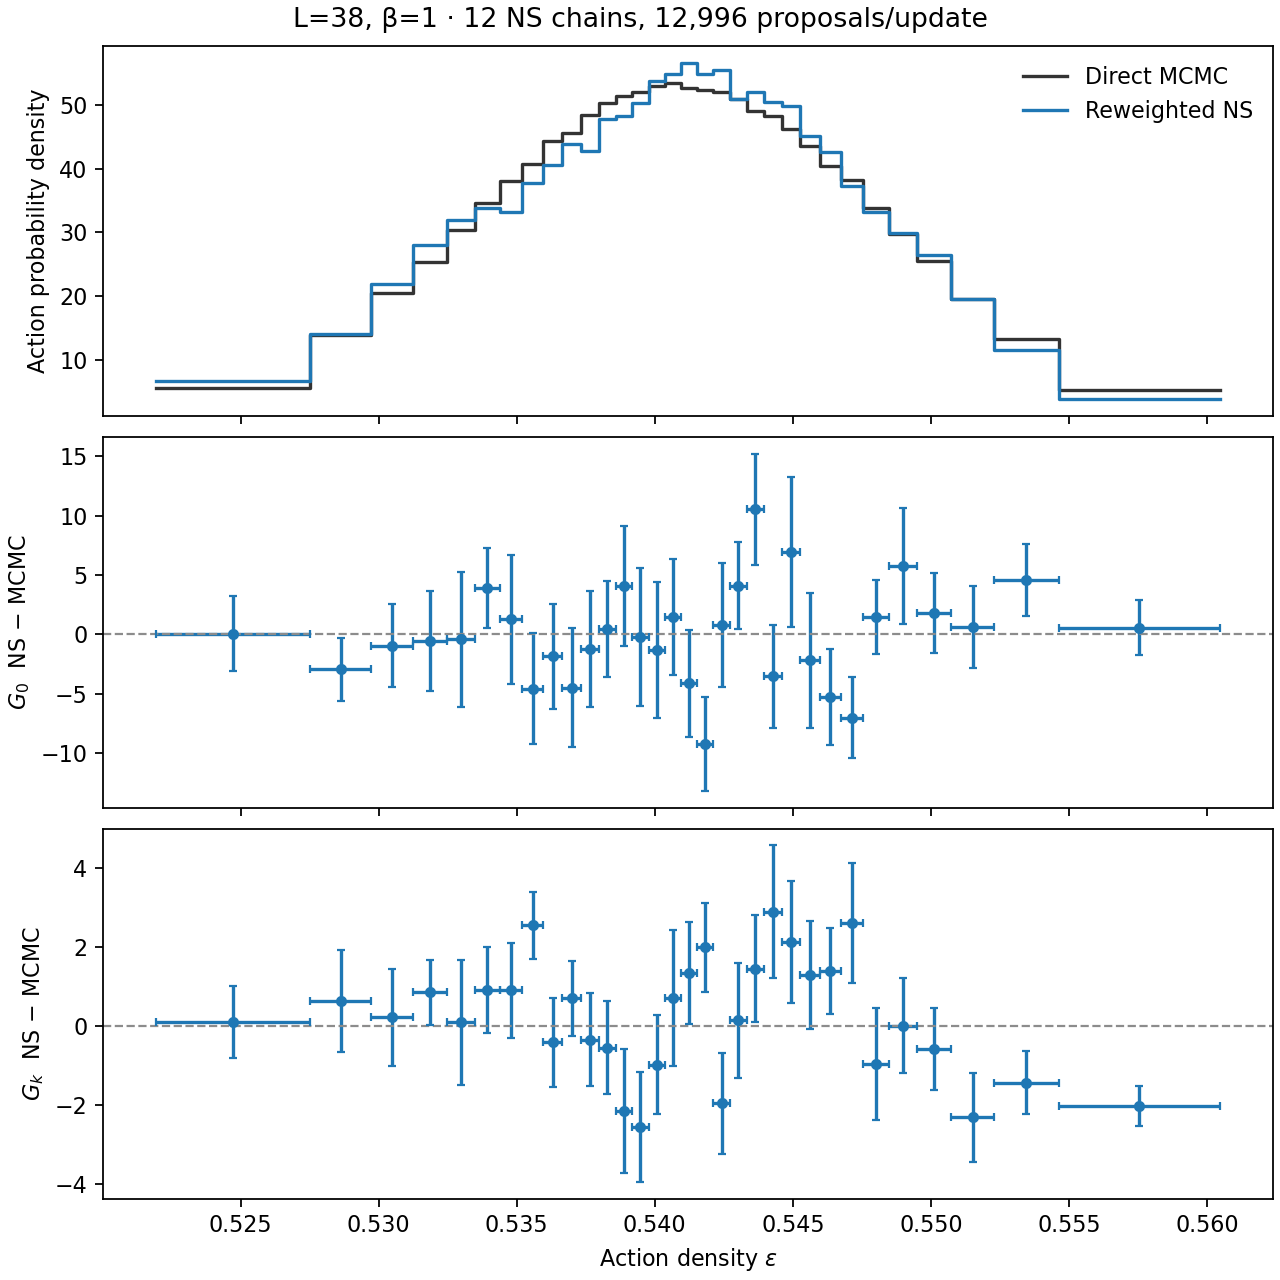 L=38, β=1 · 12 NS chains, 12,996 proposals/update
Action probability density
50
40
30
20
10
Direct MCMC
Reweighted NS
G₀ NS − MCMC
15
10
5
0
−5
−10
Gₖ NS − MCMC
4
2
0
−2
−4
0.525 0.530 0.535 0.540 0.545 0.550 0.555 0.560
Action density ε